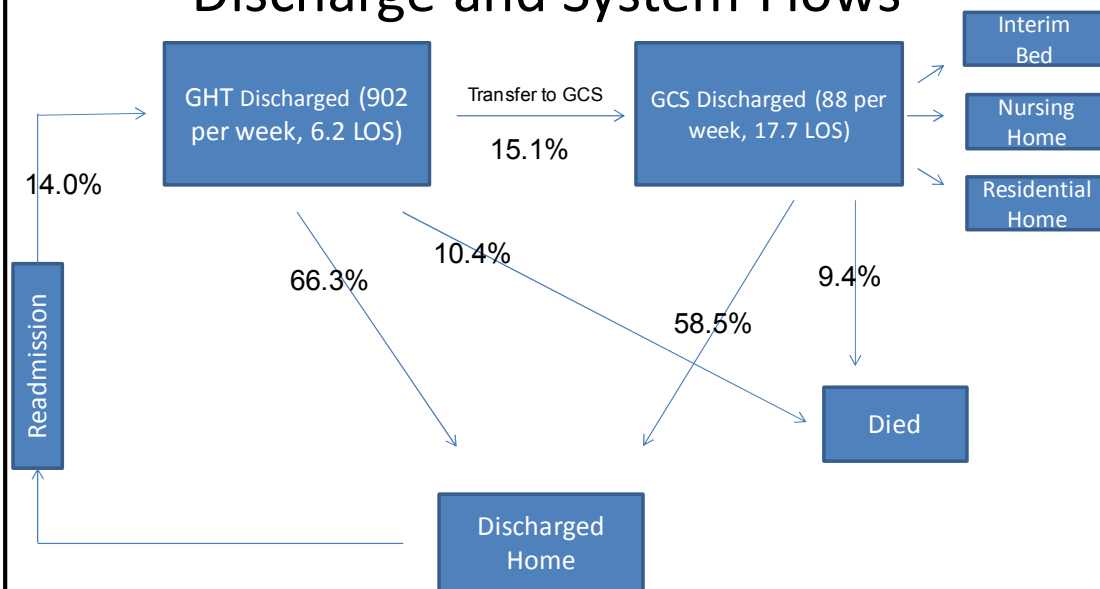 Discharge and System Flows
Interim
Bed
GHT Discharged (902
per week, 6.2 LOS)
Transfer to GCS
15.1%
GCS Discharged (88 per
week, 17.7 LOS)
Nursing
Home
Residential
Home
14.0%
10.4%
66.3%
9.4%
58.5%
Readmission
Died
Discharged
Home